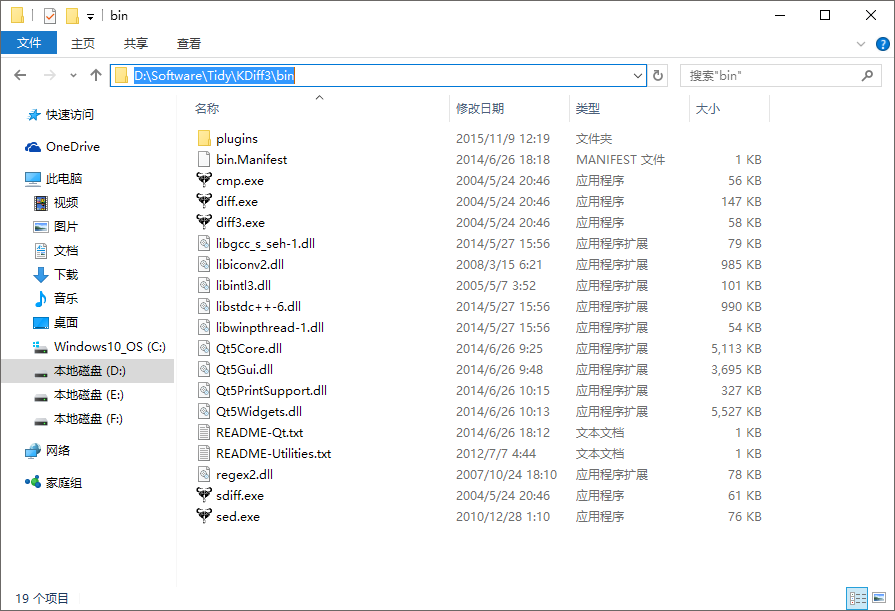 bin
文件 主页 共享 查看
D:\Software\Tidy\KDiff3\bin 搜索"bin"
快速访问
OneDrive
此电脑
视频
图片
文档
下载
音乐
桌面
Windows10_OS (C:)
本地磁盘 (D:)
本地磁盘 (E:)
本地磁盘 (F:)
网络
家庭组
名称 修改日期 类型 大小
plugins 2015/11/9 12:19 文件夹
bin.Manifest 2014/6/26 18:18 MANIFEST 文件 1 KB
cmp.exe 2004/5/24 20:46 应用程序 56 KB
diff.exe 2004/5/24 20:46 应用程序 147 KB
diff3.exe 2004/5/24 20:46 应用程序 58 KB
libgcc_s_seh-1.dll 2014/5/27 15:56 应用程序扩展 79 KB
libiconv2.dll 2008/3/15 6:21 应用程序扩展 985 KB
libintl3.dll 2005/5/7 3:52 应用程序扩展 101 KB
libstdc++-6.dll 2014/5/27 15:56 应用程序扩展 990 KB
libwinpthread-1.dll 2014/5/27 15:56 应用程序扩展 54 KB
Qt5Core.dll 2014/6/26 9:25 应用程序扩展 5,113 KB
Qt5Gui.dll 2014/6/26 9:48 应用程序扩展 3,695 KB
Qt5PrintSupport.dll 2014/6/26 10:15 应用程序扩展 327 KB
Qt5Widgets.dll 2014/6/26 10:13 应用程序扩展 5,527 KB
README-Qt.txt 2014/6/26 18:12 文本文档 1 KB
README-Utilities.txt 2012/7/7 4:44 文本文档 1 KB
regex2.dll 2007/10/24 18:10 应用程序扩展 78 KB
sdiff.exe 2004/5/24 20:46 应用程序 61 KB
sed.exe 2010/12/28 1:10 应用程序 76 KB
19 个项目